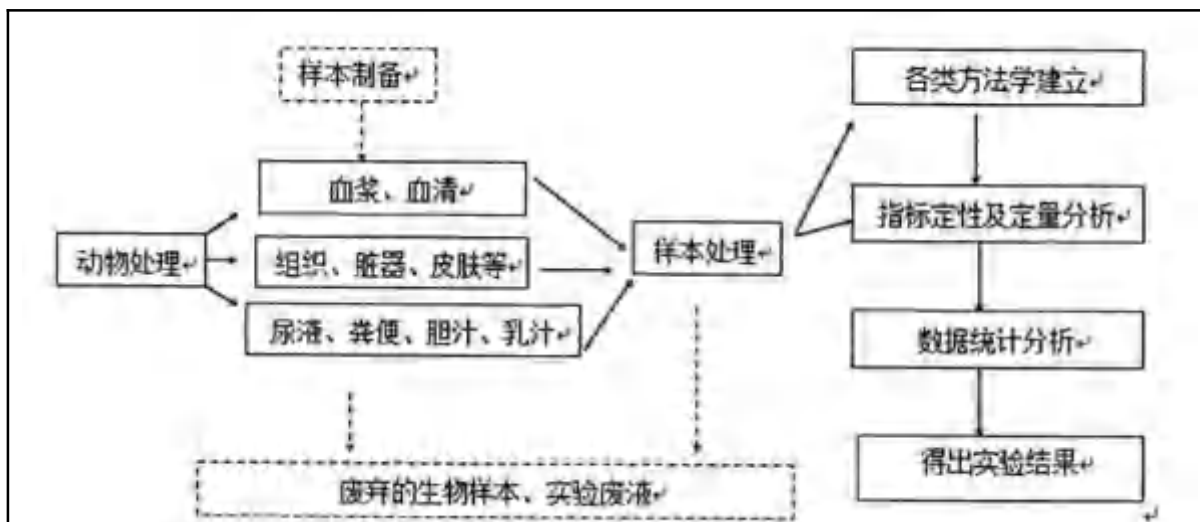 样本制备
各类方法学建立
血浆、血清
指标定性及定量分析
动物处理
组织、脏器、皮肤等
样本处理
尿液、粪便、胆汁、乳汁
数据统计分析
得出实验结果
废弃的生物样本、实验废液